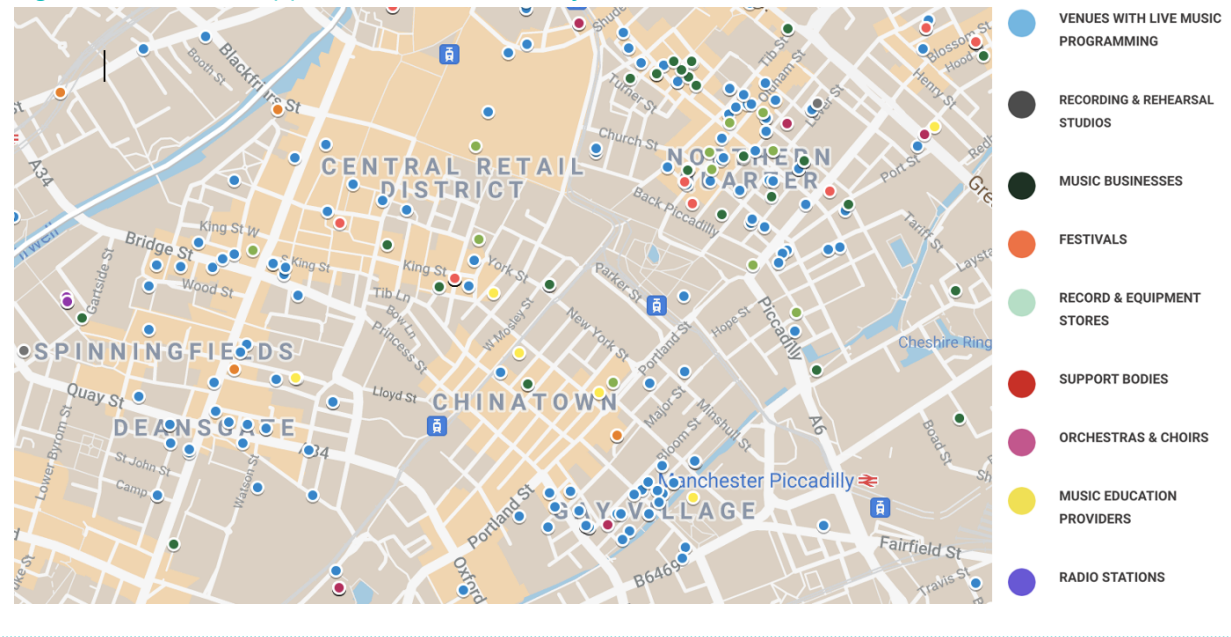 VENUES WITH LIVE MUSIC
PROGRAMMING
RECORDING & REHEARSAL
STUDIOS
MUSIC BUSINESSES
FESTIVALS
RECORD & EQUIPMENT
STORES
SUPPORT BODIES
ORCHESTRAS & CHOIRS
MUSIC EDUCATION
PROVIDERS
RADIO STATIONS
Blackfriars St
Booth St
A34
CENTRAL RETAIL
DISTRICT
Church St
Turner St
Tib St
Oldham St
Lever St
NORTHERN
QUARTER
Back Piccadilly
Blossom St
Hood
Henry St
Port St
Tariff St
King St W
Bridge St
S King St
King St
York St
Wood St
Gartside St
Tib Ln
Bow Ln
Princess St
W Mosley St
New York St
Parker St
Portland St
Hope St
Piccadilly
Cheshire Ring
SPINNINGFIELDS
Quay St
Lloyd St
CHINATOWN
Major St
Bloom St
Minshull St
A6
DEANSGATE
A34
Lower Byrom St
St John St
Camp
Watson St
Manchester Piccadilly
GAY VILLAGE
Portland St
Oxford
B6469
Fairfield St
Travis St
Boad St